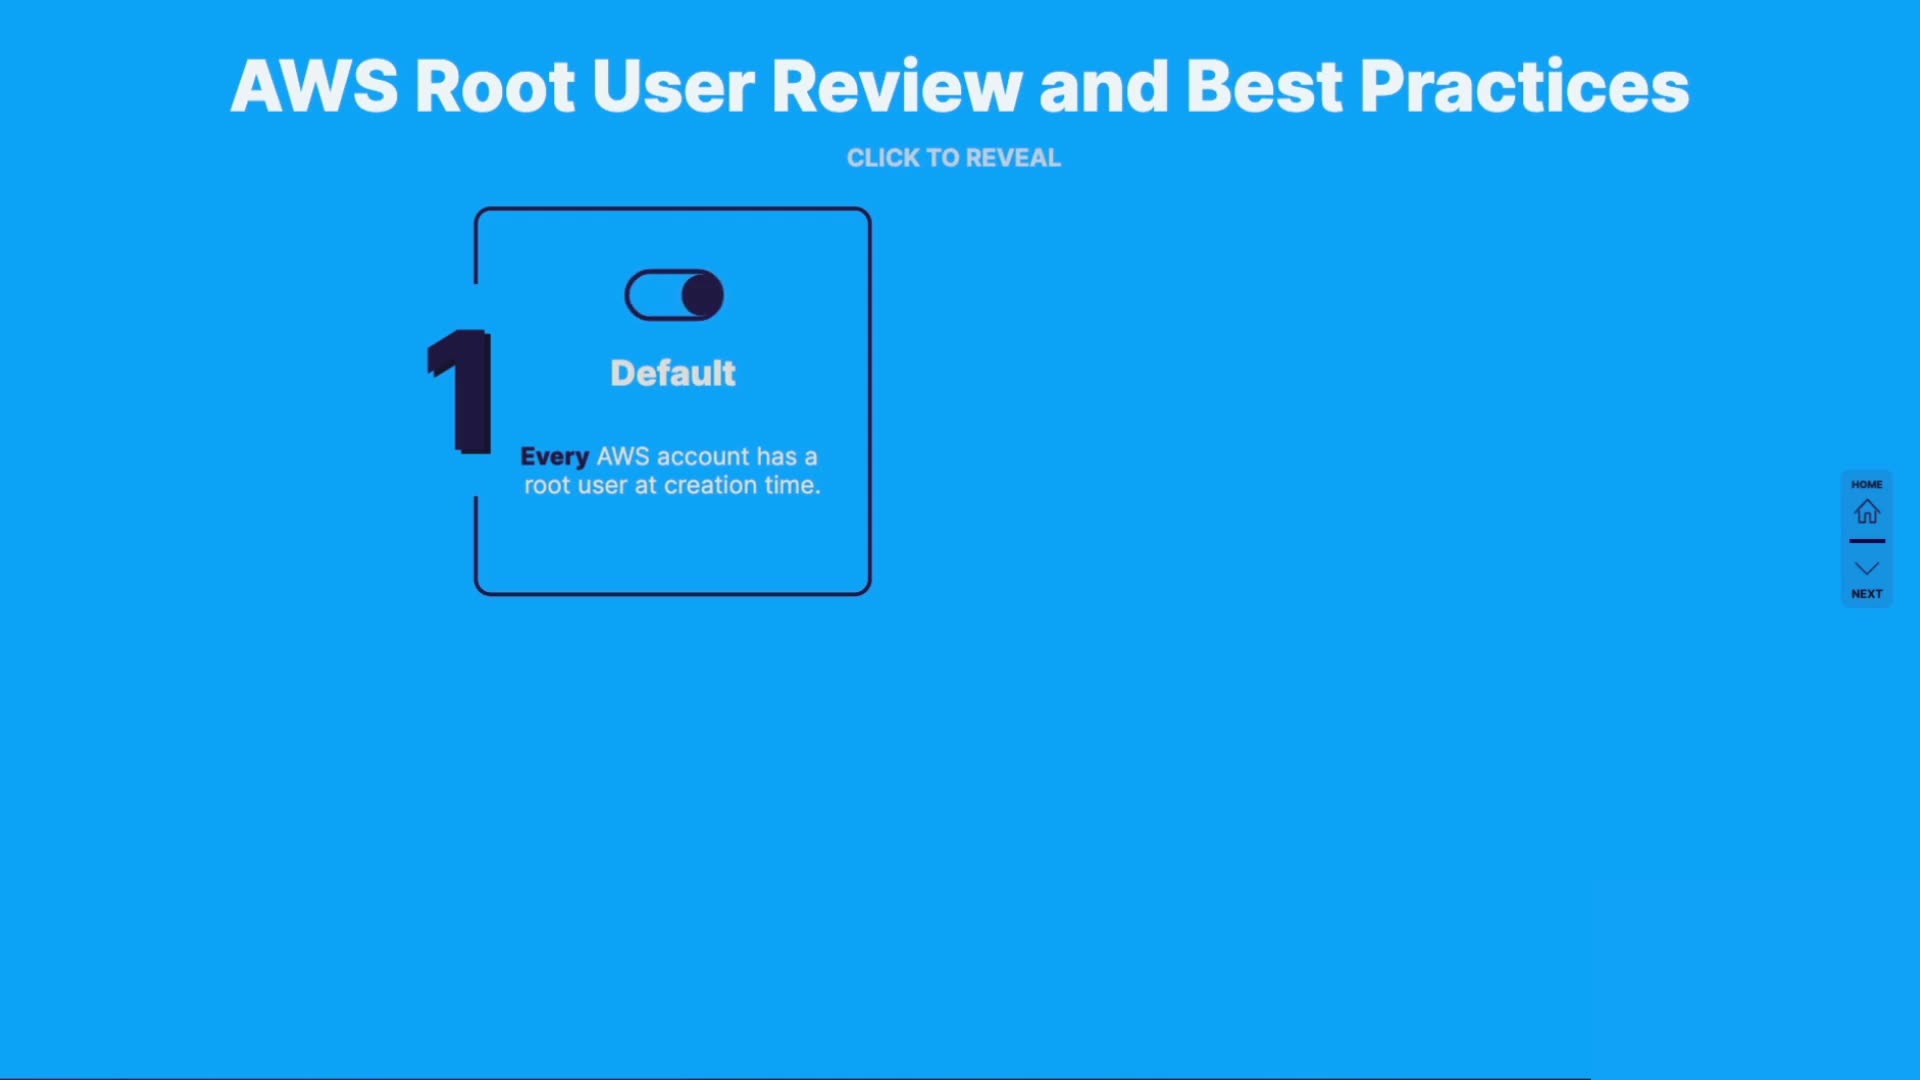 AWS Root User Review and Best Practices
CLICK TO REVEAL
1
Default
Every AWS account has a
root user at creation time.
HOME
NEXT